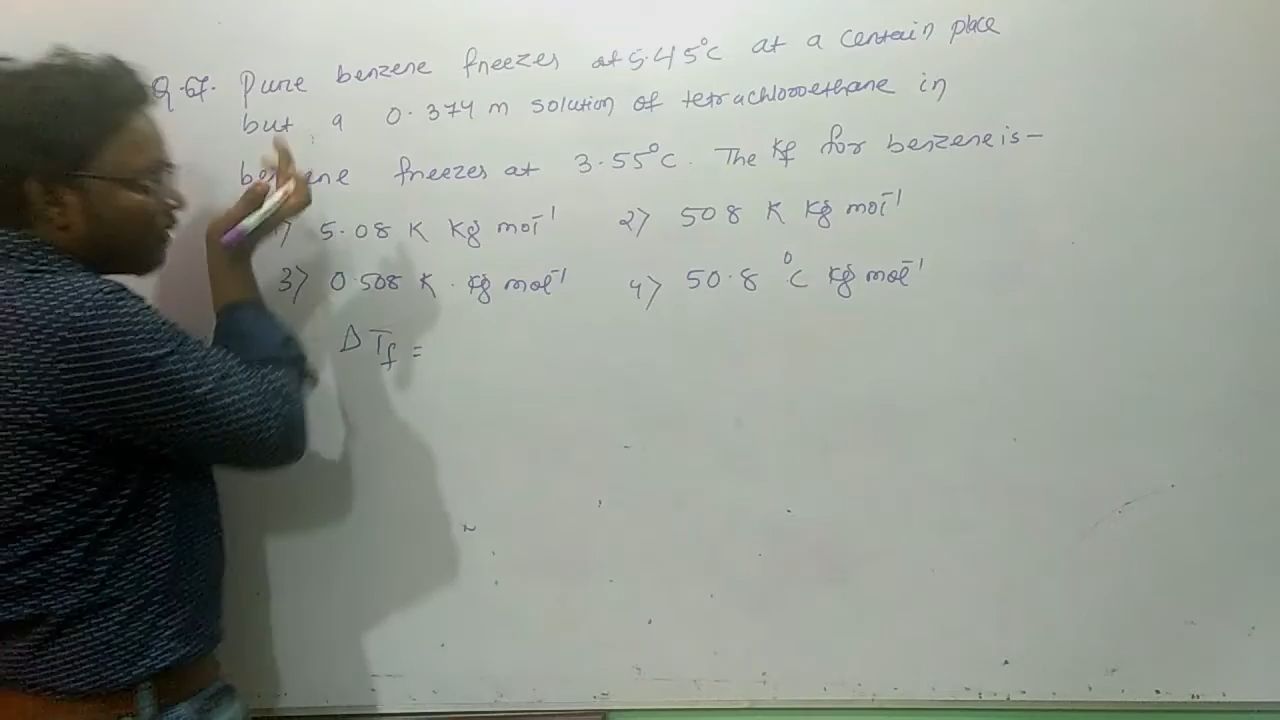 Q.67. Pure benzene freezes at 5.45°C at a certain place
but a 0.374 m solution of tetrachloroethane in
freezes at 3.55°C. The Kf for benzene is-
5.08 K Kg mol⁻¹ 2) 508 K Kg mol⁻¹
3) 0.508 K. Kg mol⁻¹ 4) 50.8 °C Kg mol⁻¹
ΔTf =